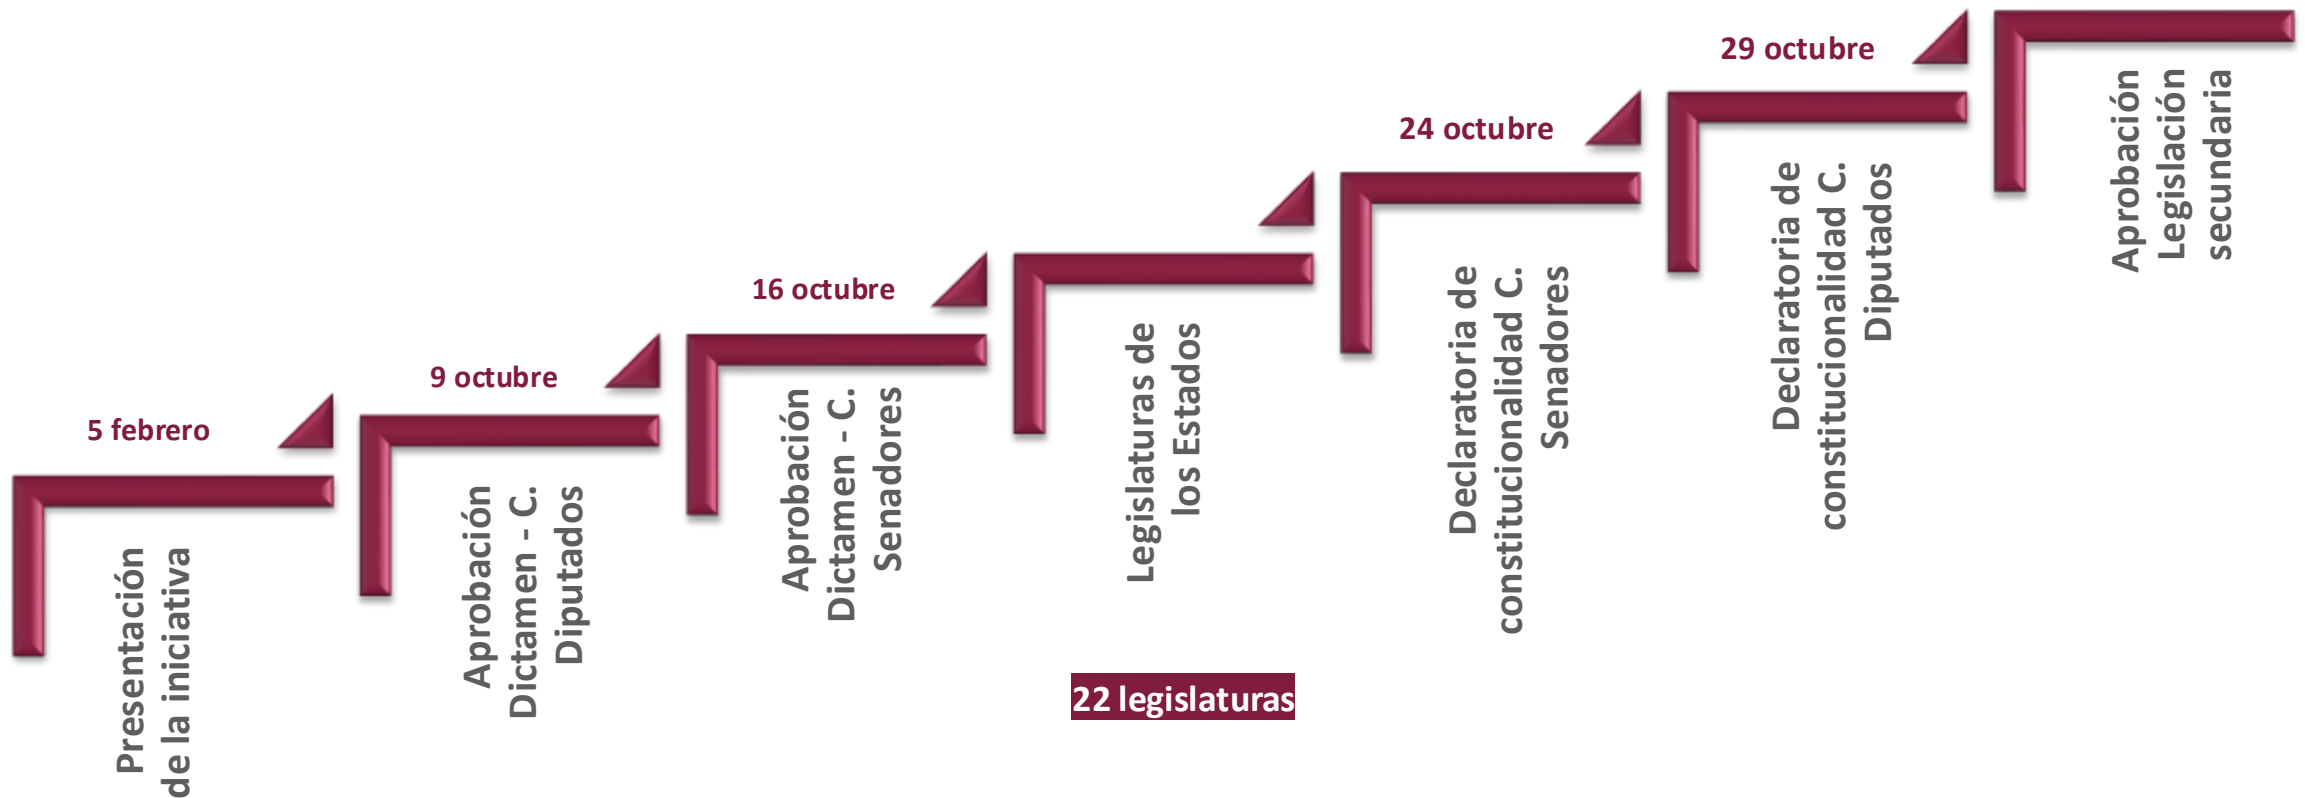 5 febrero
Presentación
de la iniciativa
9 octubre
Aprobación
Dictamen - C.
Diputados
16 octubre
Aprobación
Dictamen - C.
Senadores
Legislaturas de
los Estados
22 legislaturas
24 octubre
Declaratoria de
constitucionalidad C.
Senadores
29 octubre
Declaratoria de
constitucionalidad C.
Diputados
Aprobación
Legislación
secundaria